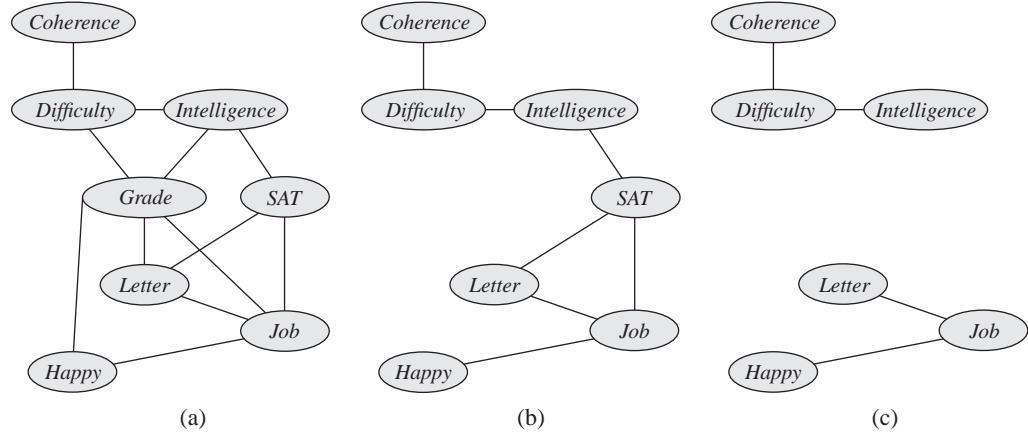 Coherence
Difficulty
Intelligence
Grade
SAT
Letter
Job
Happy
(a)
Coherence
Difficulty
Intelligence
SAT
Letter
Job
Happy
(b)
Coherence
Difficulty
Intelligence
Letter
Job
Happy
(c)